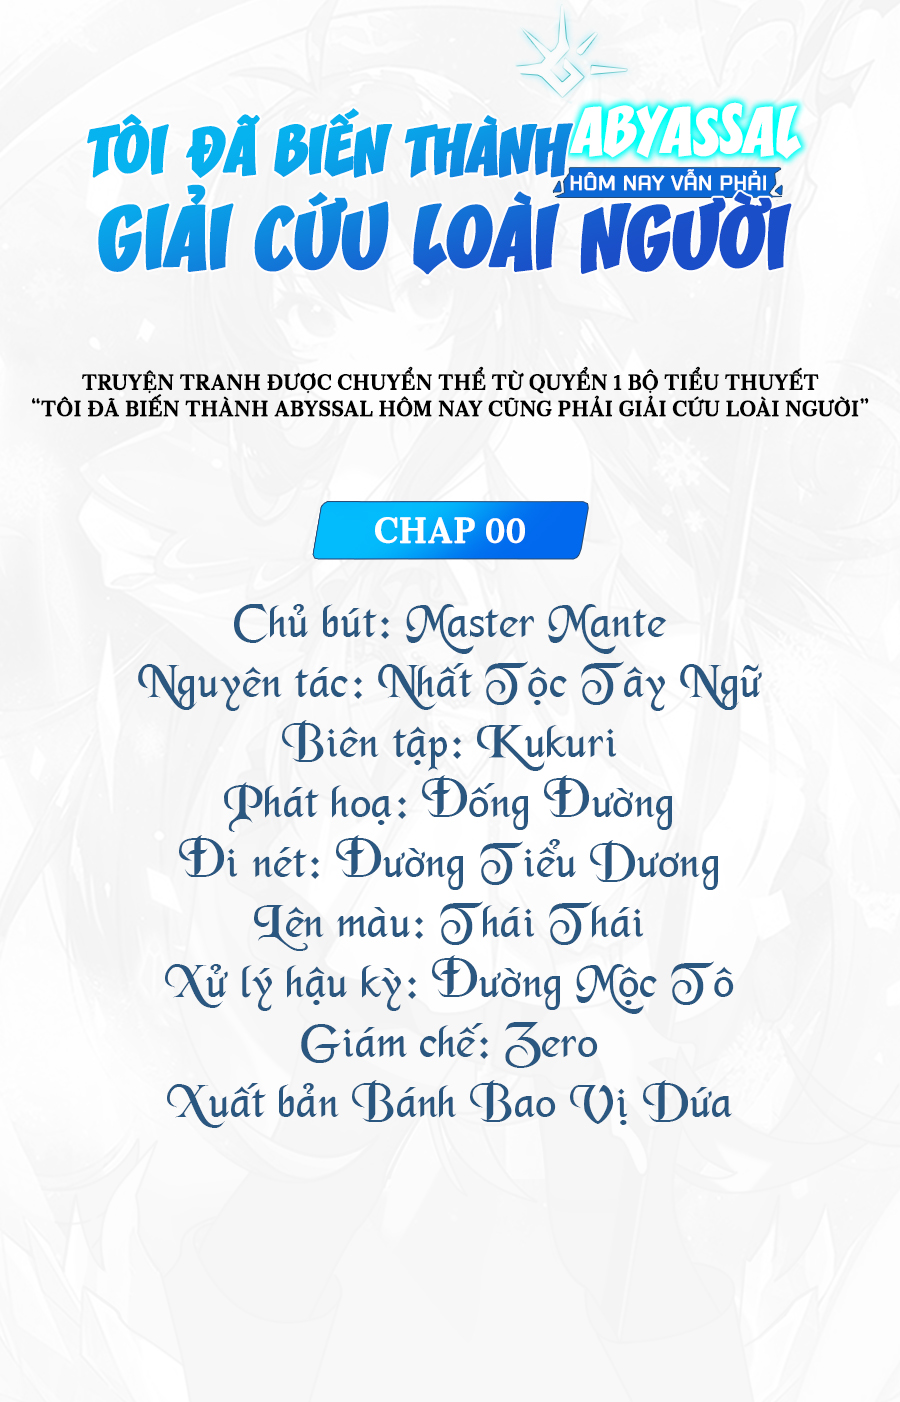 TÔI ĐÃ BIẾN THÀNH ABYASSAL
HÔM NAY VẪN PHẢI
GIẢI CỨU LOÀI NGƯỜI
TRUYỆN TRANH ĐƯỢC CHUYỂN THỂ TỪ QUYỂN 1 BỘ TIỂU THUYẾT
“TÔI ĐÃ BIẾN THÀNH ABYSSAL HÔM NAY CŨNG PHẢI GIẢI CỨU LOÀI NGƯỜI”
CHAP 00
Chủ bút: Master Mante
Nguyên tác: Nhất Tộc Tây Ngữ
Biên tập: Kukuri
Phát hoạ: Đống Đường
Đi nét: Đường Tiểu Dương
Lên màu: Thái Thái
Xử lý hậu kỳ: Đường Mộc Tô
Giám chế: Zero
Xuất bản Bánh Bao Vị Dứa